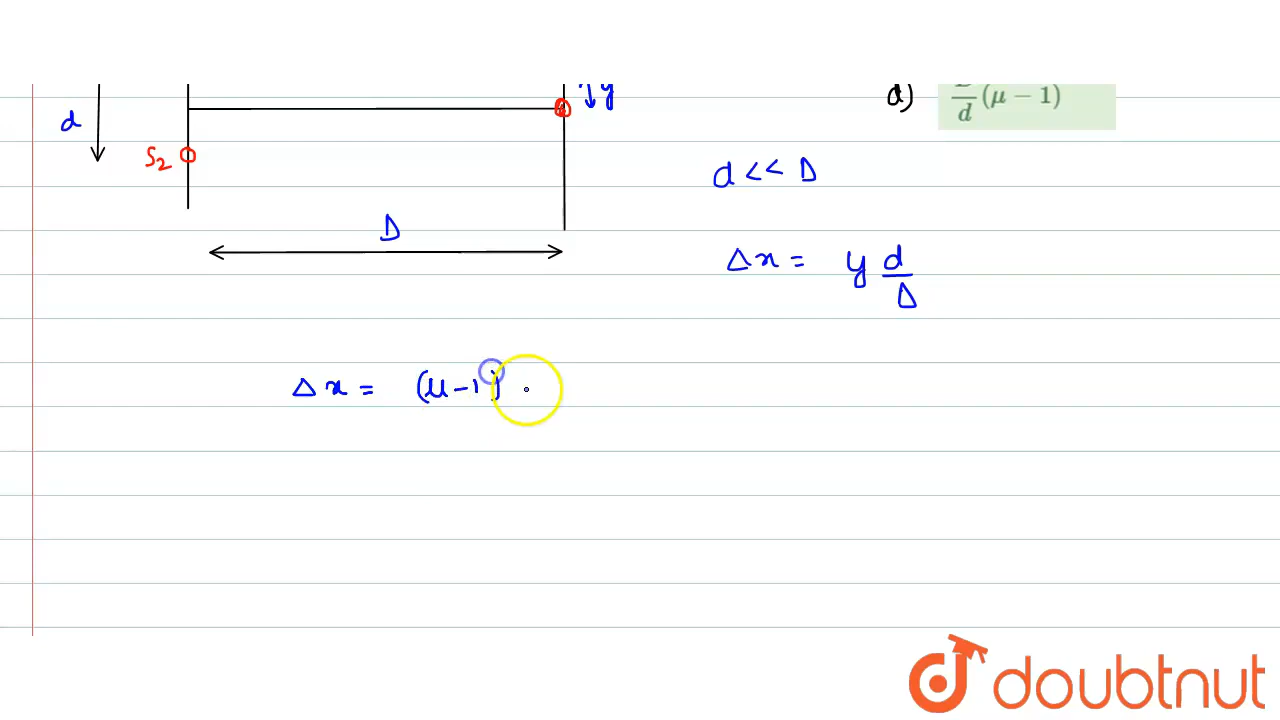 ↓y
d
S2
D
d) D/d (μ − 1)
d << D
Δx = y d/D
Δx = (μ-1) .
doubtnut